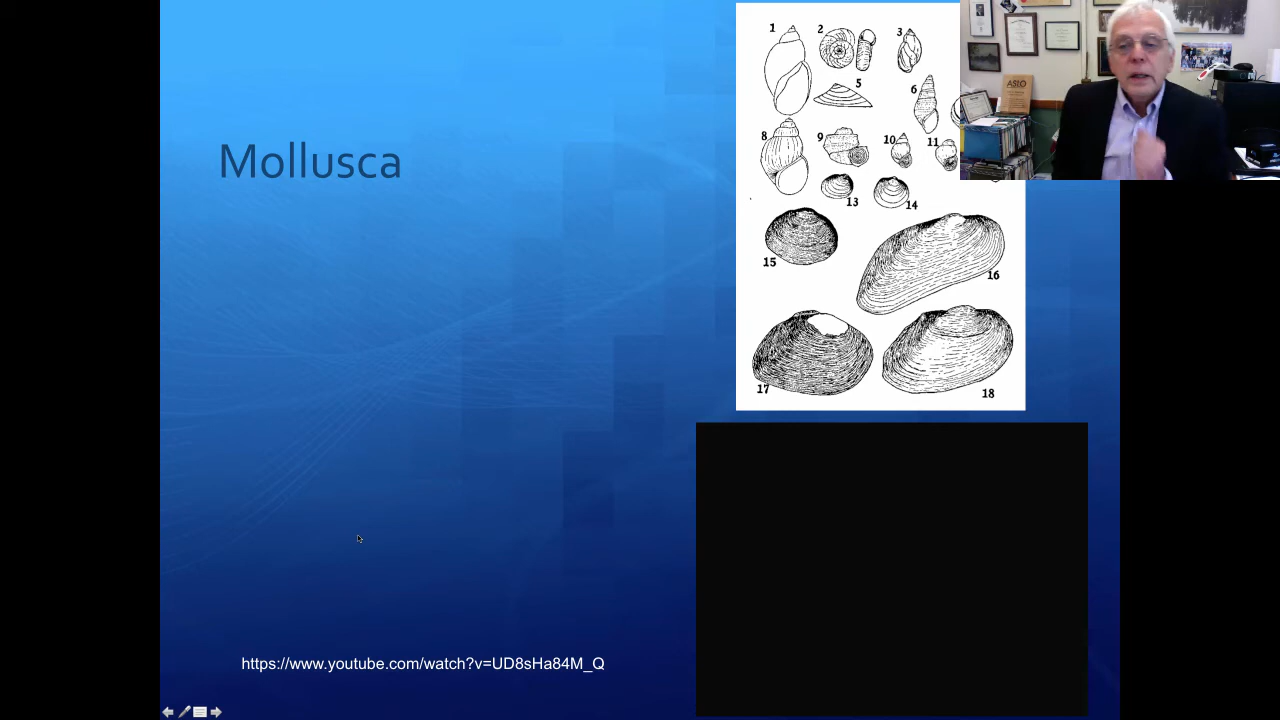 Mollusca
1 2 3
5 6
8 9 10 11
13 14
15 16
17 18
ASLO
https://www.youtube.com/watch?v=UD8sHa84M_Q